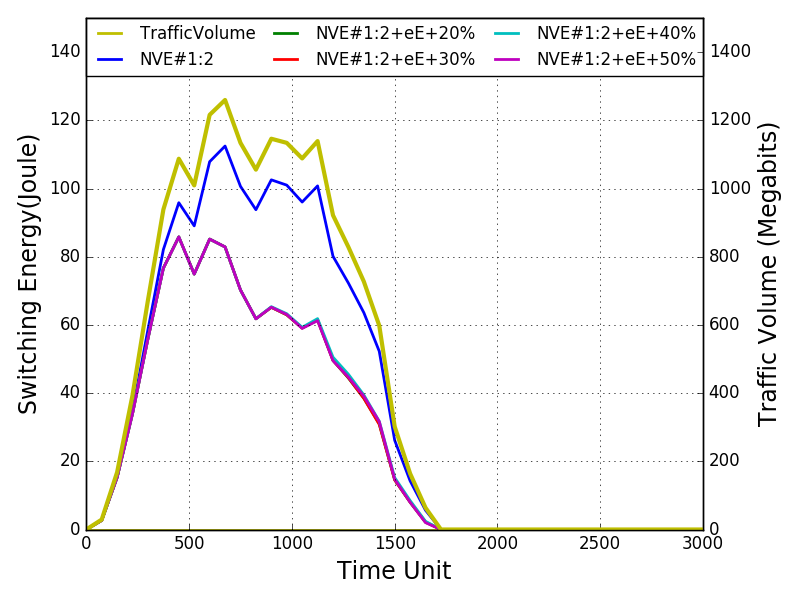 TrafficVolume NVE#1:2+eE+20% NVE#1:2+eE+40%
NVE#1:2 NVE#1:2+eE+30% NVE#1:2+eE+50%
140 1400
120 1200
100 1000
80 800
60 600
40 400
20 200
0 0
0 500 1000 1500 2000 2500 3000
Switching Energy(Joule)
Traffic Volume (Megabits)
Time Unit